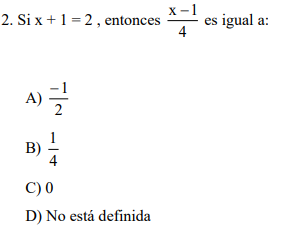 2. Si x + 1 = 2 , entonces (x − 1)/4 es igual a:
A) −1/2
B) 1/4
C) 0
D) No está definida